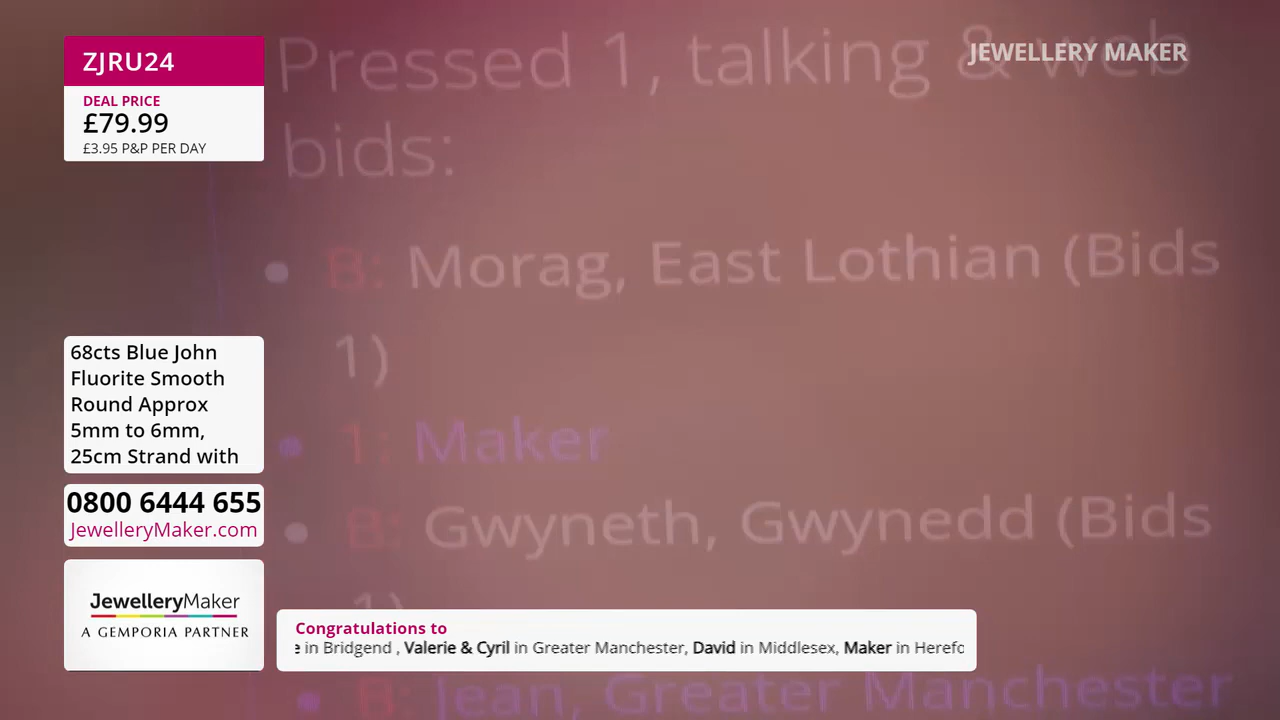 ZJRU24
DEAL PRICE
£79.99
£3.95 P&P PER DAY
JEWELLERY MAKER
Pressed 1, talking & web
bids:
• B: Morag, East Lothian (Bids
1)
• 1: Maker
• B: Gwyneth, Gwynedd (Bids
1)
• B: Jean, Greater Manchester
68cts Blue John
Fluorite Smooth
Round Approx
5mm to 6mm,
25cm Strand with
0800 6444 655
JewelleryMaker.com
JewelleryMaker
A GEMPORIA PARTNER
Congratulations to
in Bridgend , Valerie & Cyril in Greater Manchester, David in Middlesex, Maker in